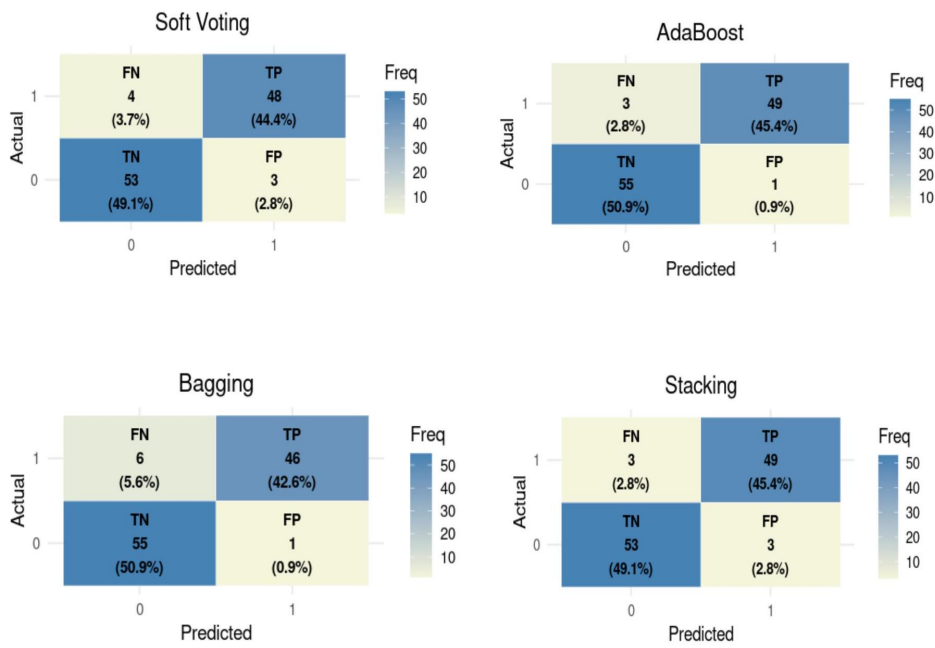 Soft Voting
FN
4
(3.7%)
TP
48
(44.4%)
TN
53
(49.1%)
FP
3
(2.8%)
1
0
Actual
0
1
Predicted
Freq
50
40
30
20
10
AdaBoost
FN
3
(2.8%)
TP
49
(45.4%)
TN
55
(50.9%)
FP
1
(0.9%)
1
0
Actual
0
1
Predicted
Freq
50
40
30
20
10
Bagging
FN
6
(5.6%)
TP
46
(42.6%)
TN
55
(50.9%)
FP
1
(0.9%)
1
0
Actual
0
1
Predicted
Freq
50
40
30
20
10
Stacking
FN
3
(2.8%)
TP
49
(45.4%)
TN
53
(49.1%)
FP
3
(2.8%)
1
0
Actual
0
1
Predicted
Freq
50
40
30
20
10